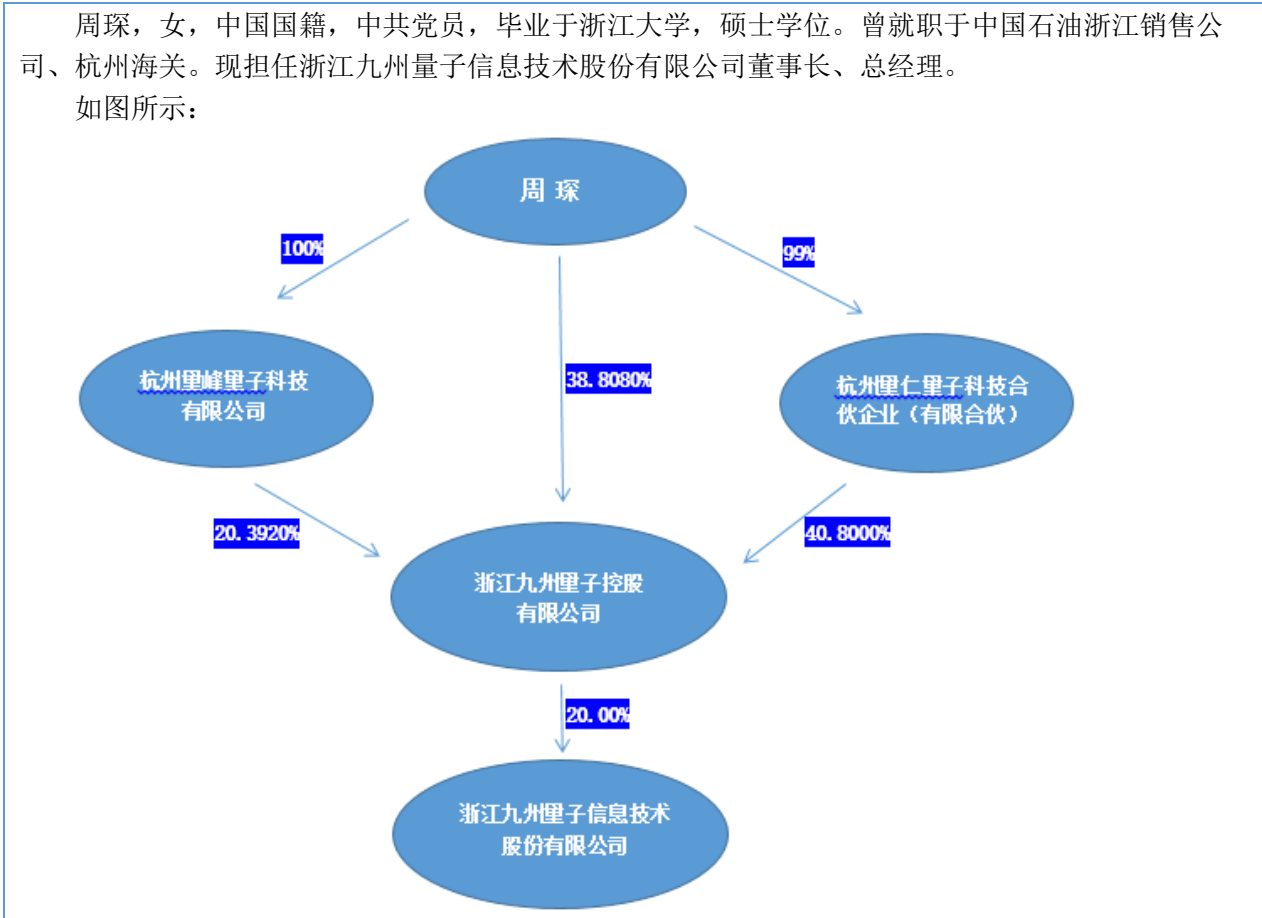 周琛，女，中国国籍，中共党员，毕业于浙江大学，硕士学位。曾就职于中国石油浙江销售公
司、杭州海关。现担任浙江九州量子信息技术股份有限公司董事长、总经理。
如图所示：
周 琛
100%
99%
杭州量峰量子科技
有限公司
38.8080%
杭州量仁量子科技合
伙企业（有限合伙）
20.3920%
40.8000%
浙江九州量子控股
有限公司
20.00%
浙江九州量子信息技术
股份有限公司